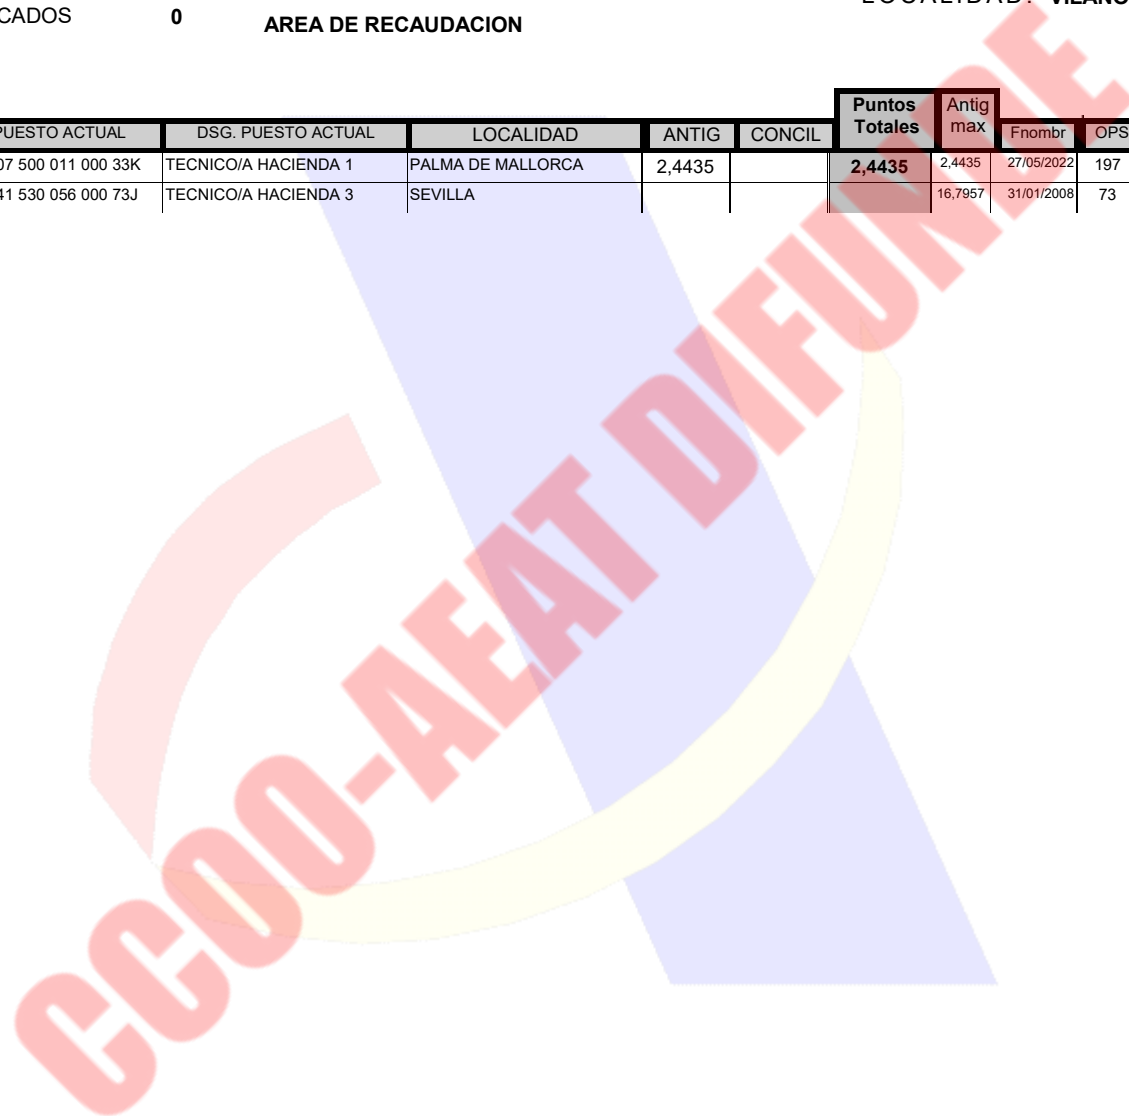 CADOS 0 AREA DE RECAUDACION LOCALIDAD:
PUESTO ACTUAL DSG. PUESTO ACTUAL LOCALIDAD ANTIG CONCIL Puntos Totales Antig max Fnombr OPS
07 500 011 000 33K TECNICO/A HACIENDA 1 PALMA DE MALLORCA 2,4435 2,4435 2,4435 27/05/2022 197
41 530 056 000 73J TECNICO/A HACIENDA 3 SEVILLA 16,7957 31/01/2008 73
CCOO-AEAT DIFUNDE